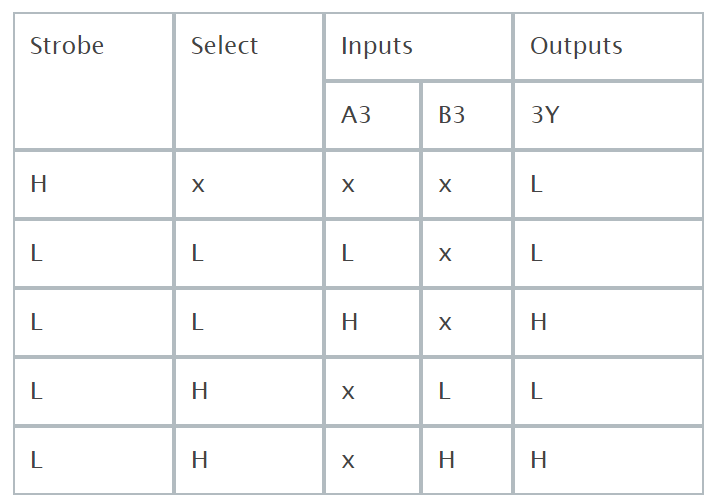 Strobe Select Inputs Outputs
A3 B3 3Y
H x x x L
L L L x L
L L H x H
L H x L L
L H x H H